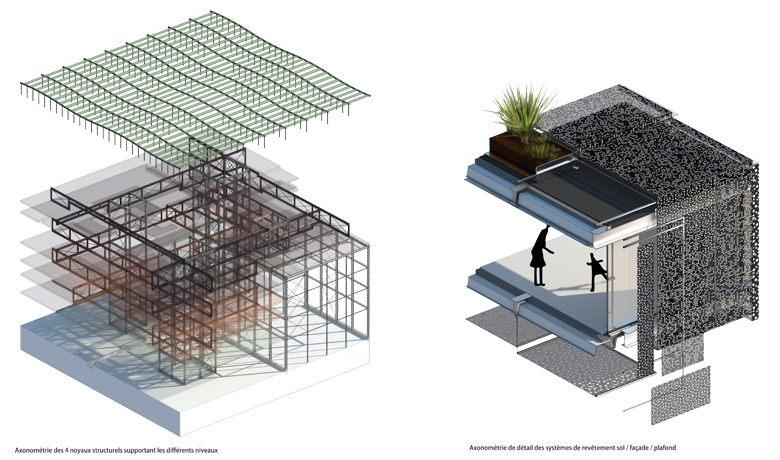 Axonométrie des 4 noyaux structurels supportant les différents niveaux
Axonométrie de détail des systèmes de revêtement sol / façade / plafond